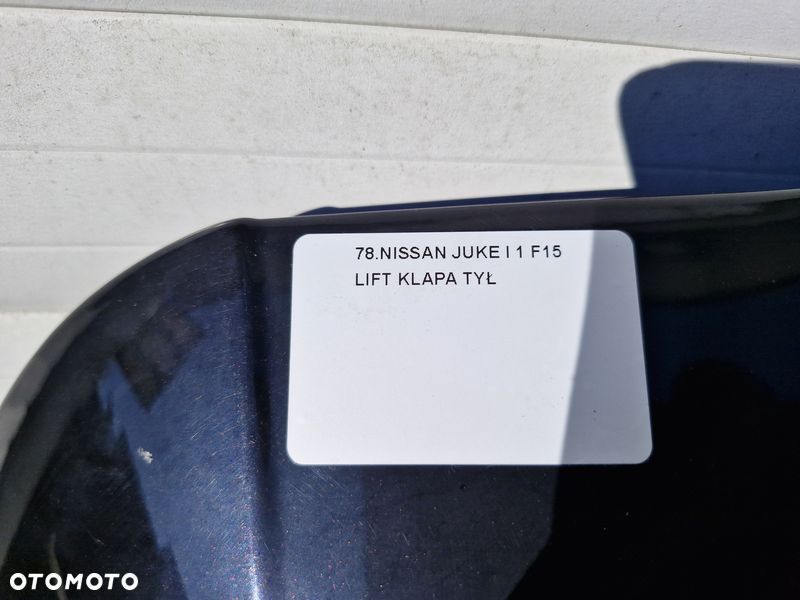 78.NISSAN JUKE I 1 F15
LIFT KLAPA TYŁ
OTOMOTO